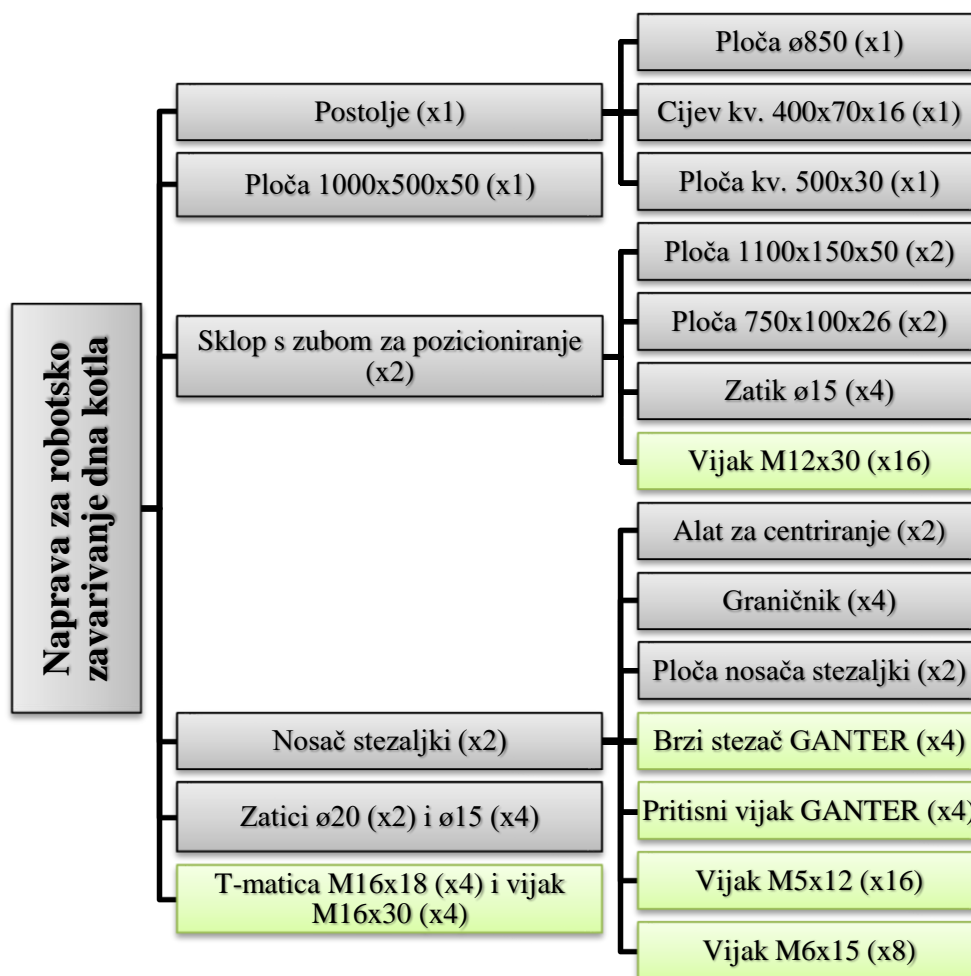 Naprava za robotsko
zavarivanje dna kotla
Postolje (x1)
Ploča ø850 (x1)
Cijev kv. 400x70x16 (x1)
Ploča kv. 500x30 (x1)
Ploča 1000x500x50 (x1)
Sklop s zubom za pozicioniranje
(x2)
Ploča 1100x150x50 (x2)
Ploča 750x100x26 (x2)
Zatik ø15 (x4)
Vijak M12x30 (x16)
Nosač stezaljki (x2)
Alat za centriranje (x2)
Graničnik (x4)
Ploča nosača stezaljki (x2)
Brzi stezač GANTER (x4)
Pritisni vijak GANTER (x4)
Vijak M5x12 (x16)
Vijak M6x15 (x8)
Zatici ø20 (x2) i ø15 (x4)
T-matica M16x18 (x4) i vijak
M16x30 (x4)